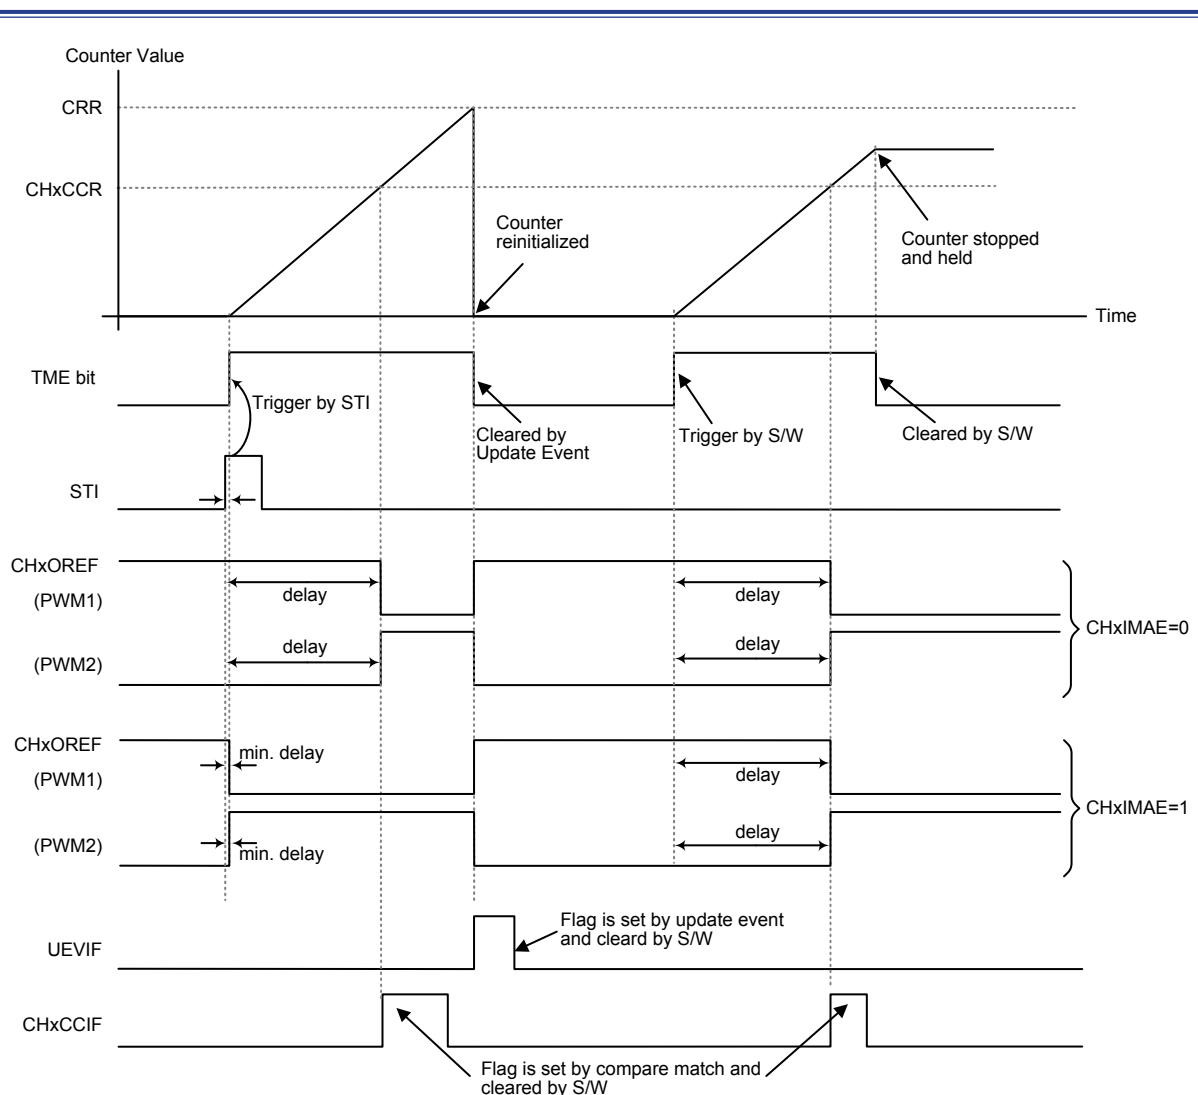 Counter Value
CRR
CHxCCR
Counter
reinitialized
Counter stopped
and held
Time
TME bit
Trigger by STI
Cleared by
Update Event
Trigger by S/W
Cleared by S/W
STI
CHxOREF
(PWM1)
delay
delay
(PWM2)
delay
delay
CHxIMAE=0
CHxOREF
(PWM1)
min. delay
delay
(PWM2)
min. delay
delay
CHxIMAE=1
UEVIF
Flag is set by update event
and cleard by S/W
CHxCCIF
Flag is set by compare match and
cleared by S/W